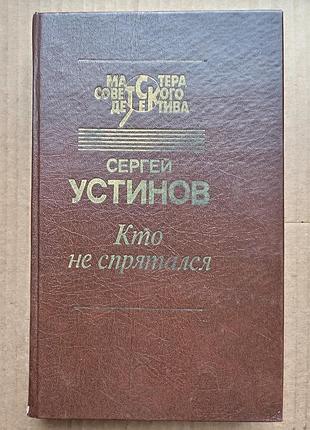 МАСТЕРА
СОВЕТСКОГО
ДЕТЕКТИВА
СЕРГЕЙ
УСТИНОВ
Кто
не спрятался